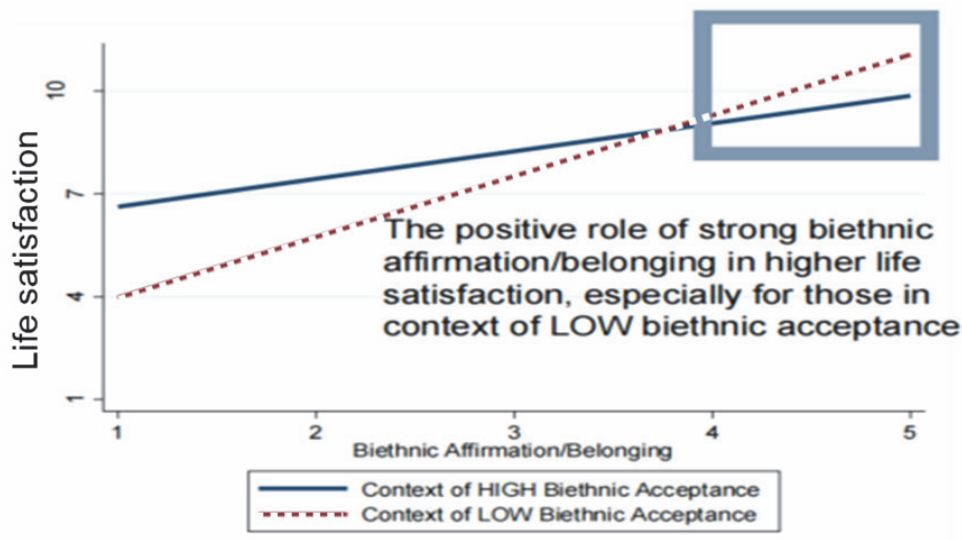 Life satisfaction
10
7
4
1
The positive role of strong biethnic
affirmation/belonging in higher life
satisfaction, especially for those in
context of LOW biethnic acceptance
1 2 3 4 5
Biethnic Affirmation/Belonging
Context of HIGH Biethnic Acceptance
Context of LOW Biethnic Acceptance